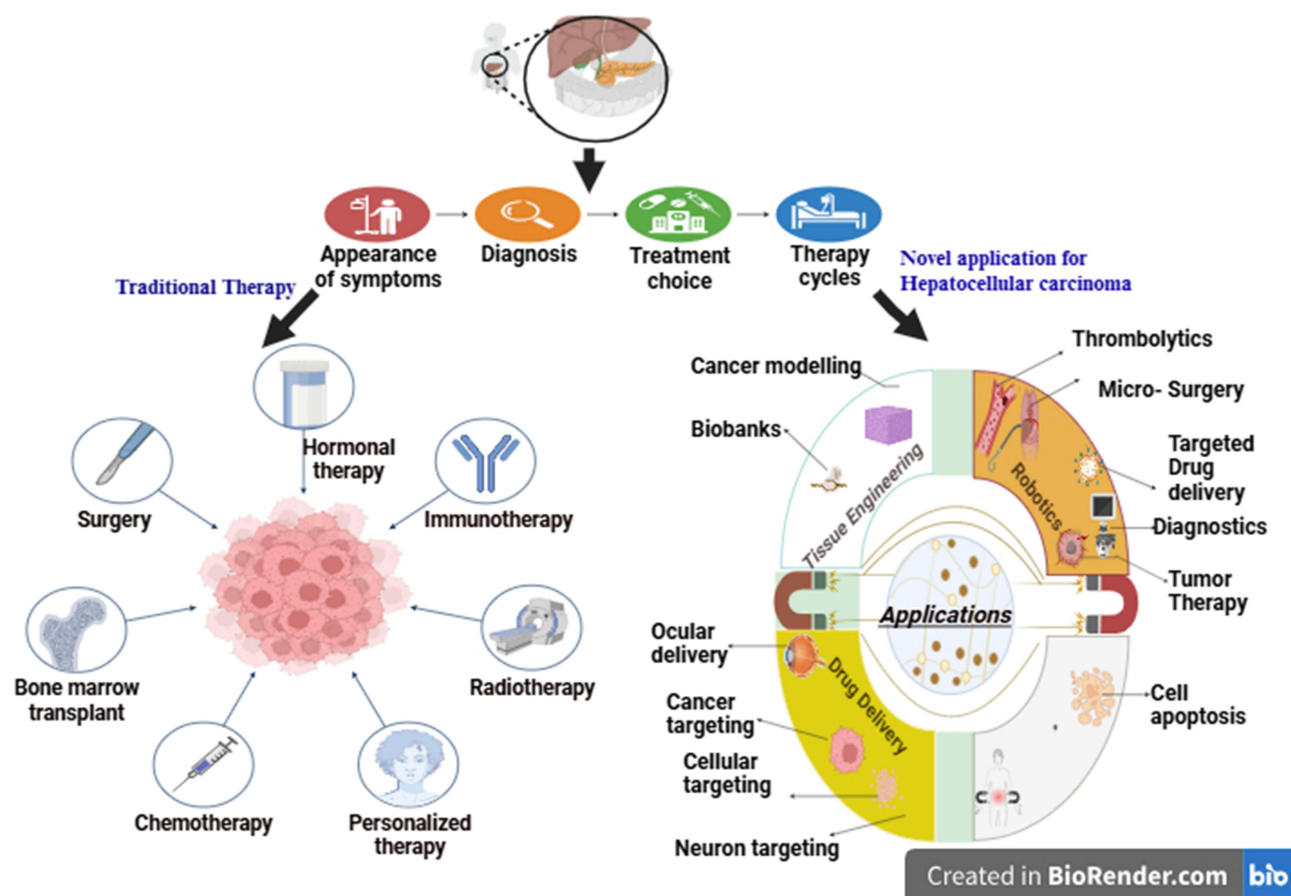 Appearance
of symptoms
Diagnosis
Treatment
choice
Therapy
cycles
Traditional Therapy
Novel application for
Hepatocellular carcinoma
Hormonal
therapy
Surgery
Immunotherapy
Bone marrow
transplant
Radiotherapy
Chemotherapy
Personalized
therapy
Cancer modelling
Biobanks
Tissue Engineering
Thrombolytics
Micro- Surgery
Targeted
Drug
delivery
Diagnostics
Tumor
Therapy
Robotics
Applications
Ocular
delivery
Cancer
targeting
Cellular
targeting
Neuron targeting
Drug Delivery
Cell
apoptosis
Created in BioRender.com bio